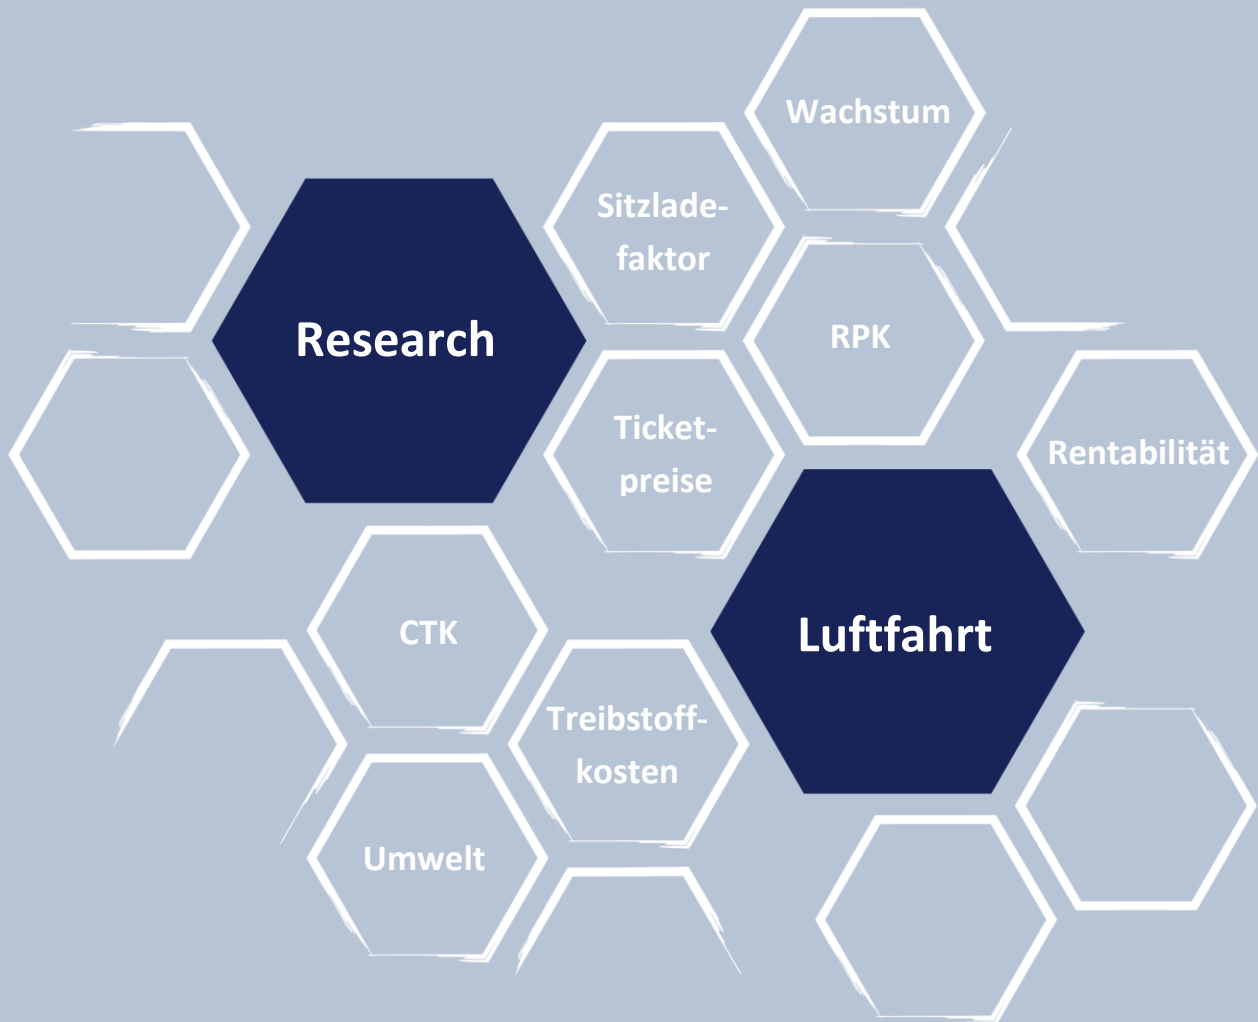 Wachstum
Sitzlade-
faktor
Research
RPK
Ticket-
preise
Rentabilität
CTK
Luftfahrt
Treibstoff-
kosten
Umwelt